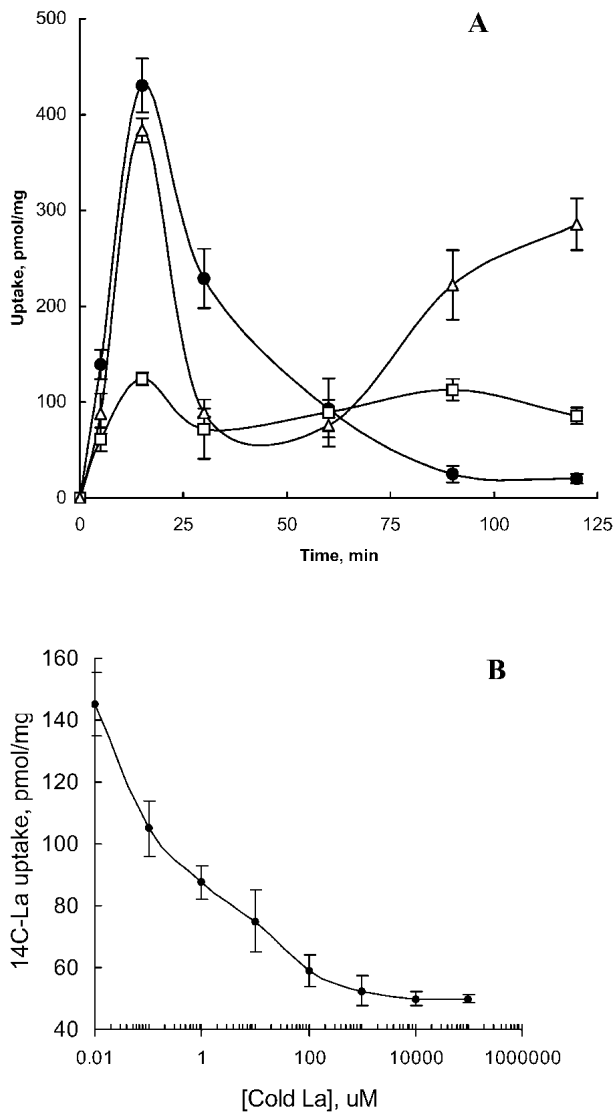 A
500
400
300
200
100
0
Uptake, pmol/mg
0 25 50 75 100 125
Time, min
B
160
140
120
100
80
60
40
14C-La uptake, pmol/mg
0.01 1 100 10000 1000000
[Cold La], uM